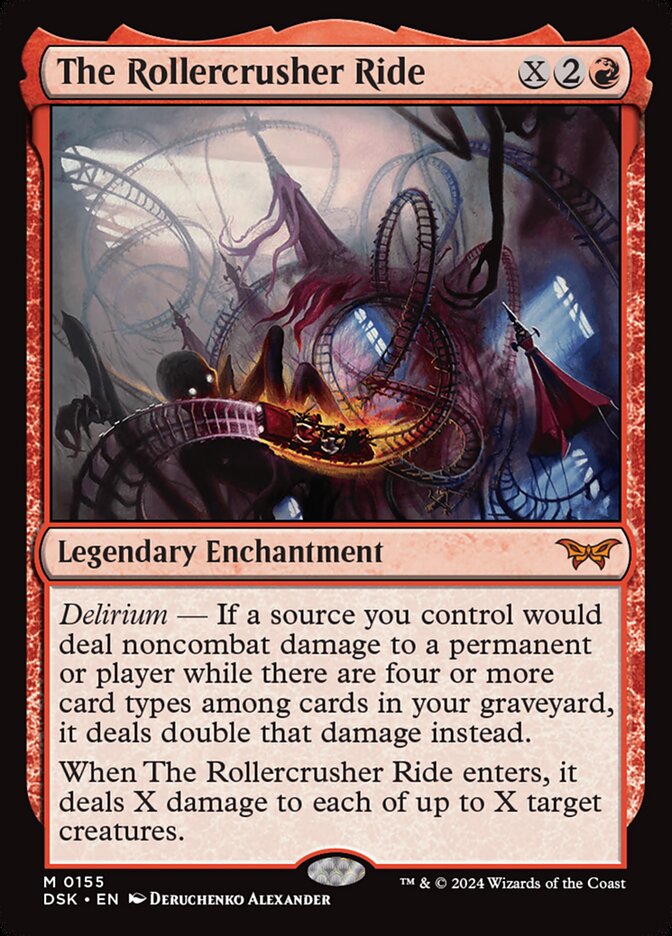 The Rollercrusher Ride X 2
Legendary Enchantment
Delirium — If a source you control would
deal noncombat damage to a permanent
or player while there are four or more
card types among cards in your graveyard,
it deals double that damage instead.
When The Rollercrusher Ride enters, it
deals X damage to each of up to X target
creatures.
M 0155
DSK • EN Deruchenko Alexander
™ & © 2024 Wizards of the Coast